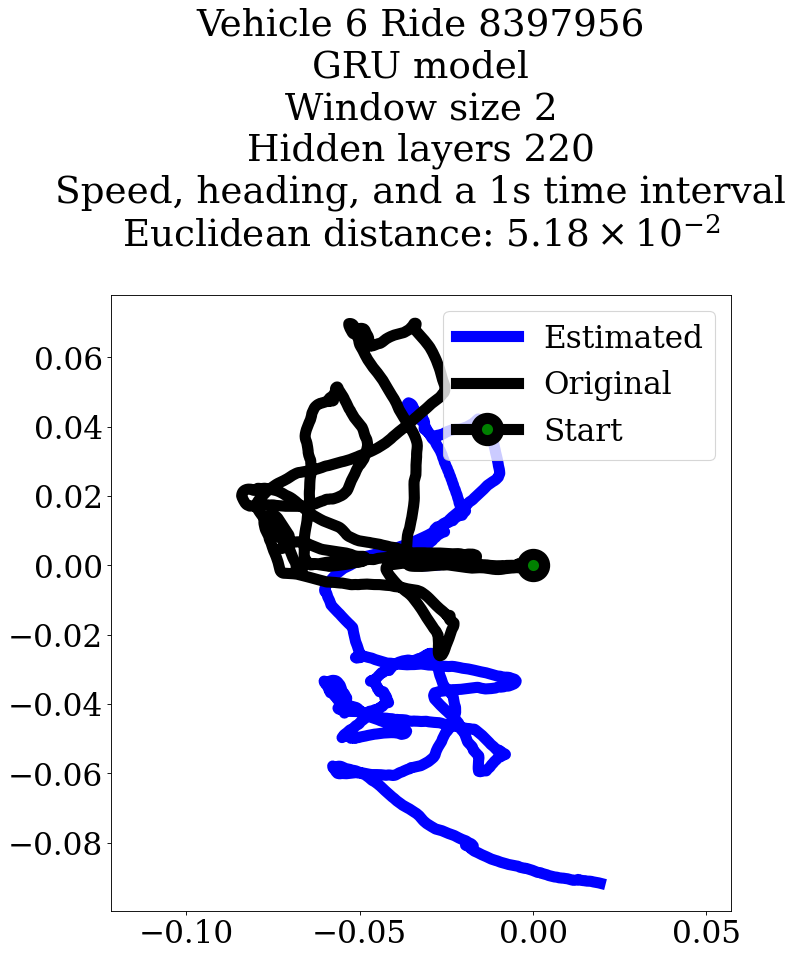 Vehicle 6 Ride 8397956
GRU model
Window size 2
Hidden layers 220
Speed, heading, and a 1s time interval
Euclidean distance: 5.18 × 10⁻²
Estimated
Original
Start
0.06
0.04
0.02
0.00
−0.02
−0.04
−0.06
−0.08
−0.10 −0.05 0.00 0.05